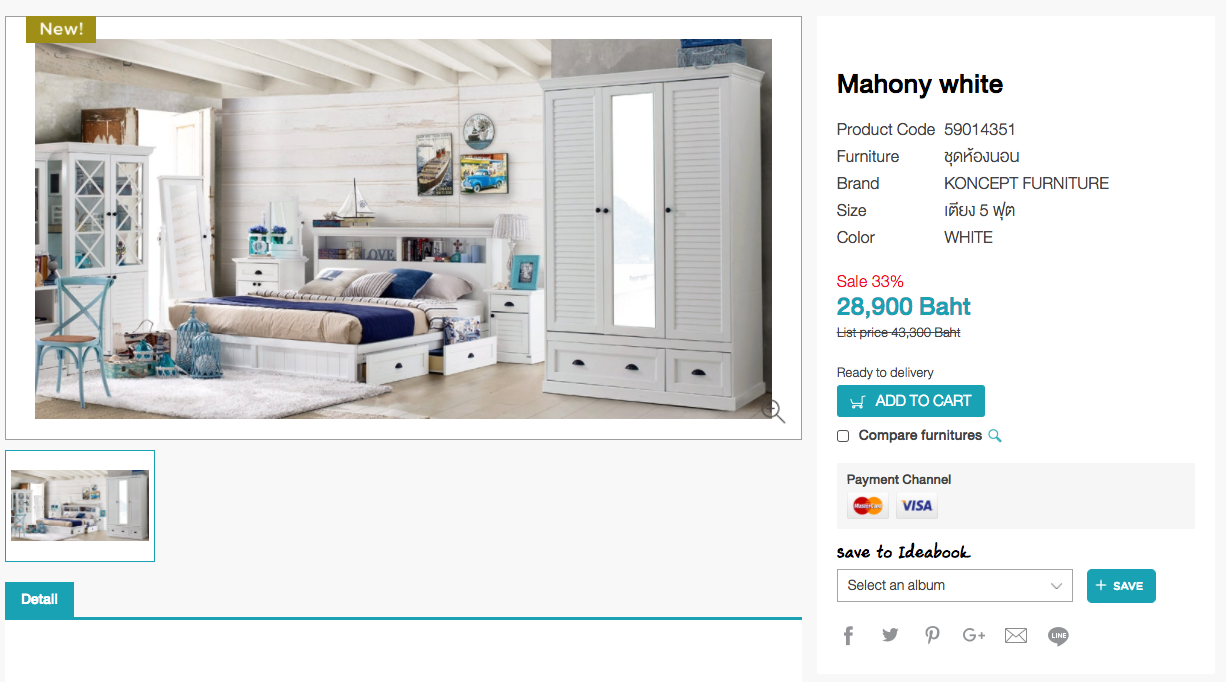 New!
LOVE
Mahony white
Product Code 59014351
Furniture ชุดห้องนอน
Brand KONCEPT FURNITURE
Size เตียง 5 ฟุต
Color WHITE
Sale 33%
28,900 Baht
List price 43,300 Baht
Ready to delivery
ADD TO CART
Compare furnitures
Payment Channel
MasterCard VISA
save to Ideabook
Select an album + SAVE
f G+ LINE
Detail